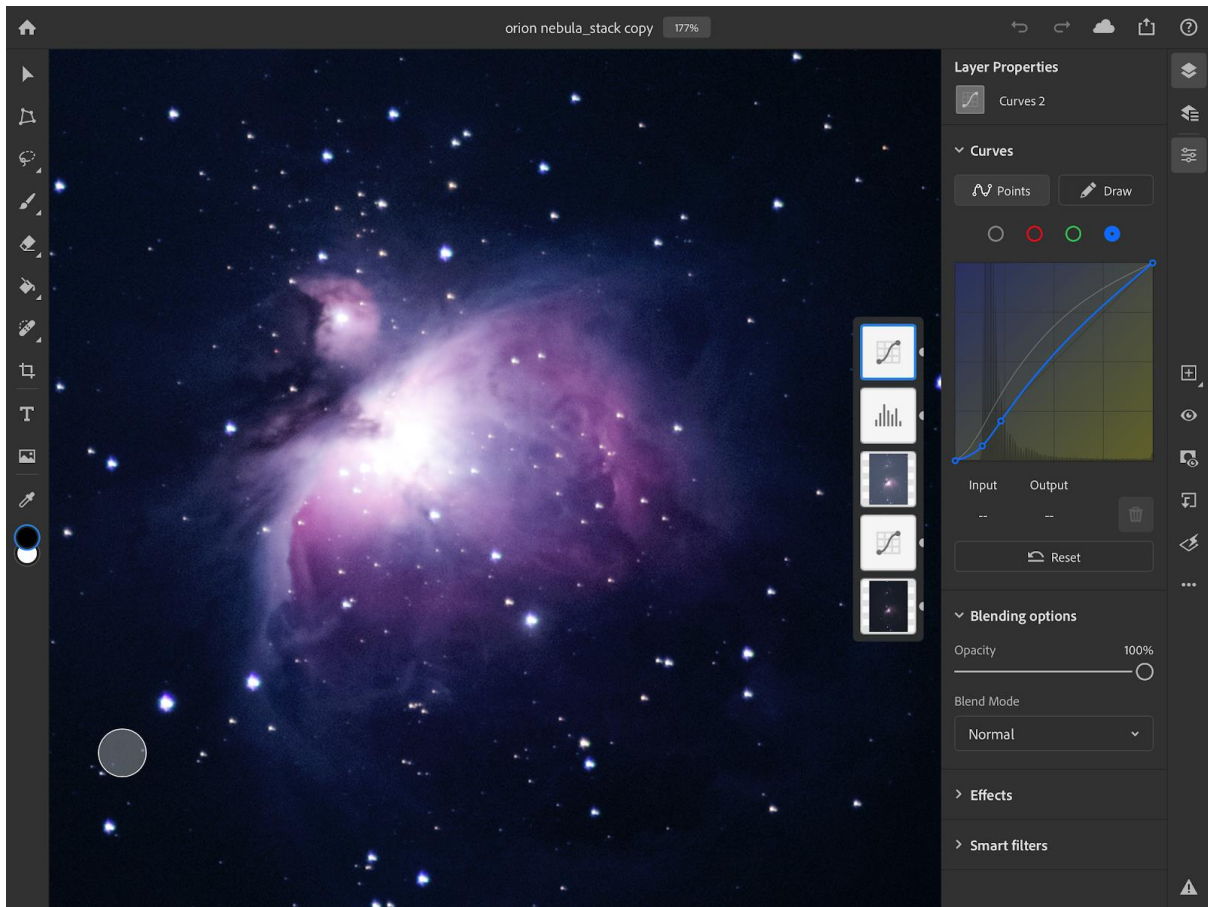 orion nebula_stack copy 177%
Layer Properties
Curves 2
Curves
Points Draw
Input Output
-- --
Reset
Blending options
Opacity 100%
Blend Mode
Normal
Effects
Smart filters
T